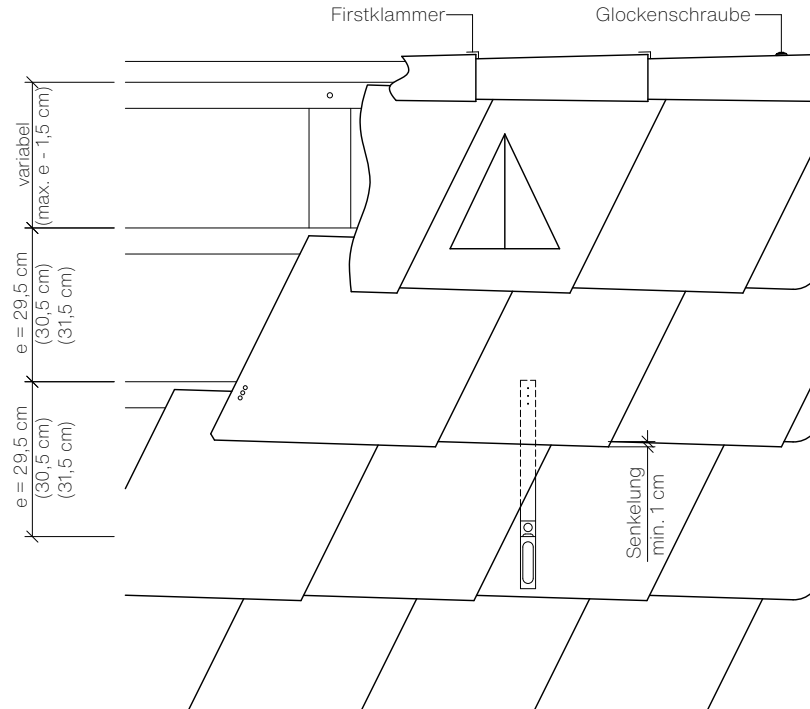 Firstklammer
Glockenschraube
variabel
(max. e - 1,5 cm)
e = 29,5 cm
(30,5 cm)
(31,5 cm)
e = 29,5 cm
(30,5 cm)
(31,5 cm)
Senkelung
min. 1 cm